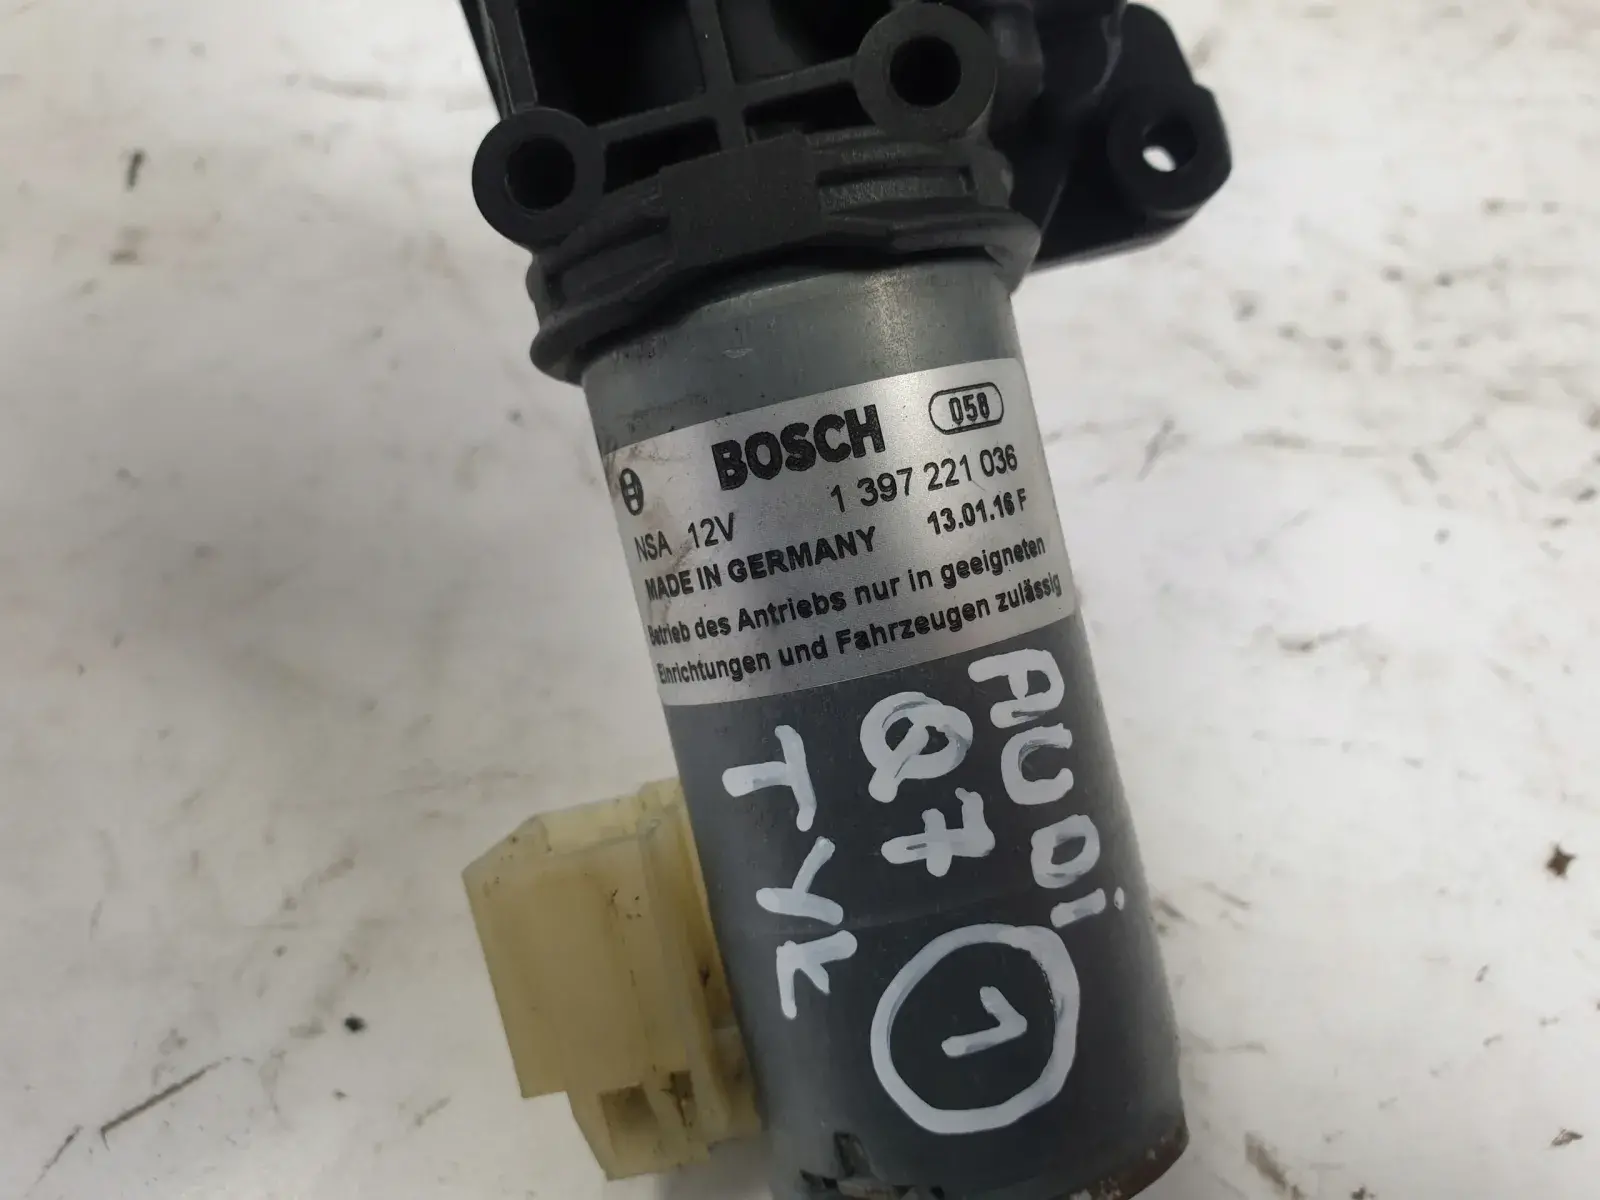 BOSCH 058
NSA 12V 1 397 221 036
MADE IN GERMANY 13.01.16 F
Betrieb des Antriebs nur in geeigneten
Einrichtungen und Fahrzeugen zulässig
AUDi
Q7
TYŁ
1